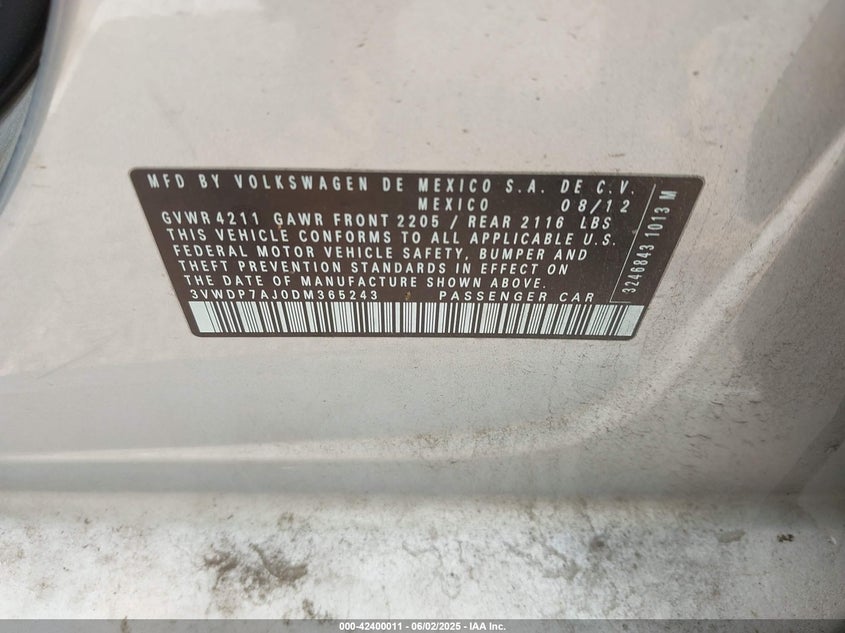 MFD BY VOLKSWAGEN DE MEXICO S.A. DE C.V.
MEXICO 08/12
GVWR 4211 GAWR FRONT 2205 / REAR 2116 LBS
THIS VEHICLE CONFORMS TO ALL APPLICABLE U.S.
FEDERAL MOTOR VEHICLE SAFETY, BUMPER AND
THEFT PREVENTION STANDARDS IN EFFECT ON
THE DATE OF MANUFACTURE SHOWN ABOVE.
3VWDP7AJ0DM365243 PASSENGER CAR
3246843 1013 M
000-42400011 - 06/02/2025 - IAA Inc.